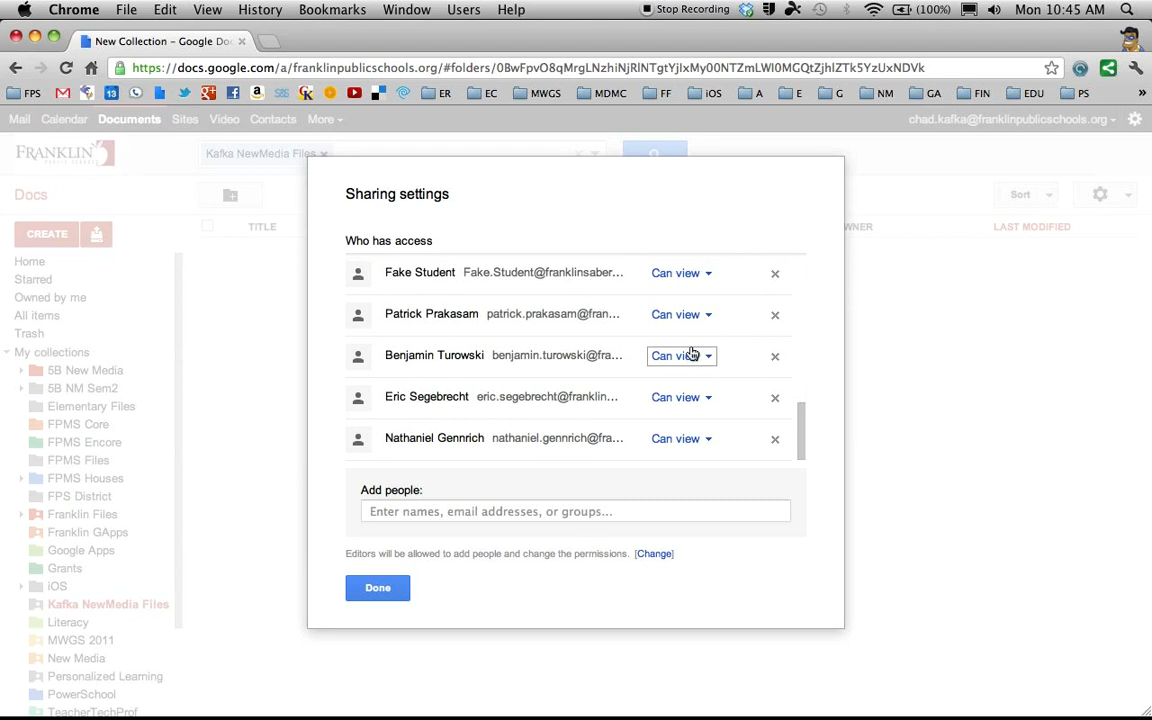 Chrome File Edit View History Bookmarks Window Users Help Stop Recording (100%) Mon 10:45 AM
New Collection – Google Do
https://docs.google.com/a/franklinpublicschools.org/#folders/0BwFpvO8qMrgLNzhiNjRlNTgtYjIxMy00NTZmLWI0MGQtZjhlZTk5YzUxNDVk
FPS 13 ER EC MWGS MDMC FF iOS A E G NM GA FIN EDU PS »
Mail Calendar Documents Sites Video Contacts More chad.kafka@franklinpublicschools.org
FRANKLIN Kafka NewMedia Files
Docs Sort
CREATE TITLE WNER LAST MODIFIED
Home
Starred
Owned by me
All items
Trash
My collections
5B New Media
5B NM Sem2
Elementary Files
FPMS Core
FPMS Encore
FPMS Files
FPMS Houses
FPS District
Franklin Files
Franklin GApps
Google Apps
Grants
iOS
Kafka NewMedia Files
Literacy
MWGS 2011
New Media
Personalized Learning
PowerSchool
TeacherTechProf
Sharing settings
Who has access
Fake Student Fake.Student@franklinsaber... Can view
Patrick Prakasam patrick.prakasam@fran... Can view
Benjamin Turowski benjamin.turowski@fra... Can view
Eric Segebrecht eric.segebrecht@franklin... Can view
Nathaniel Gennrich nathaniel.gennrich@fra... Can view
Add people:
Enter names, email addresses, or groups...
Editors will be allowed to add people and change the permissions. [Change]
Done